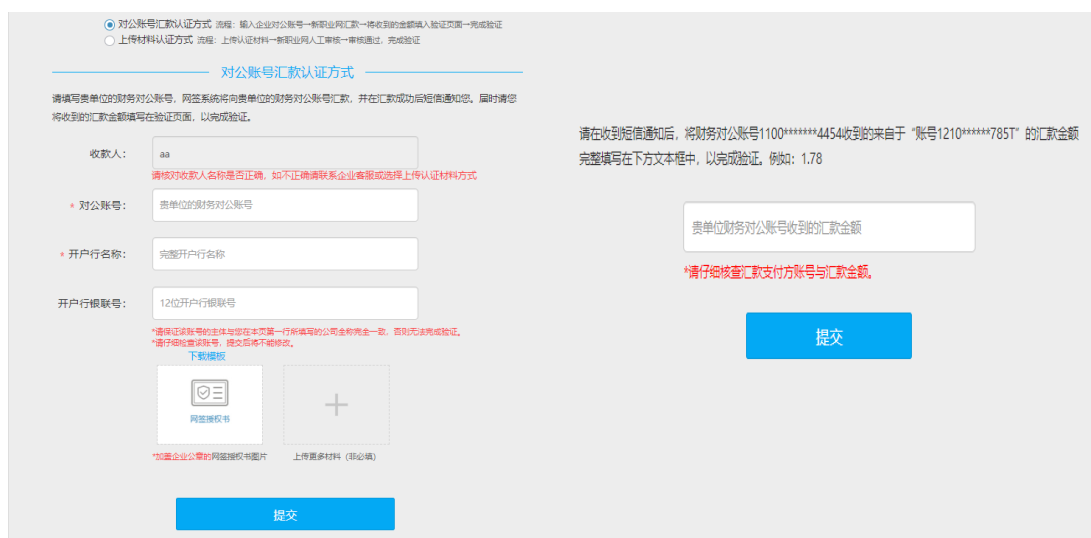 对公账号汇款认证方式 流程：输入企业对公账号→新职业网汇款→将收到的金额填入验证页面→完成验证
上传材料认证方式 流程：上传认证材料→新职业网人工审核→审核通过，完成验证
对公账号汇款认证方式
请填写贵单位的财务对公账号，网签系统将向贵单位的财务对公账号汇款，并在汇款成功后短信通知您。届时请您
将收到的汇款金额填写在验证页面，以完成验证。
收款人： aa
请核对收款人名称是否正确，如不正确请联系企业客服或选择上传认证材料方式
* 对公账号： 贵单位的财务对公账号
* 开户行名称： 完整开户行名称
开户行银联号： 12位开户行银联号
*请保证该账号的主体与您在本页第一行所填写的公司全称完全一致，否则无法完成验证。
*请仔细检查该账号，提交后将不能修改。
下载模板
网签授权书
*加盖企业公章的网签授权书图片 上传更多材料（非必填）
提交
请在收到短信通知后，将财务对公账号1100*******4454收到的来自于“账号1210******785T”的汇款金额
完整填写在下方文本框中，以完成验证。例如：1.78
贵单位财务对公账号收到的汇款金额
*请仔细核查汇款支付方账号与汇款金额。
提交